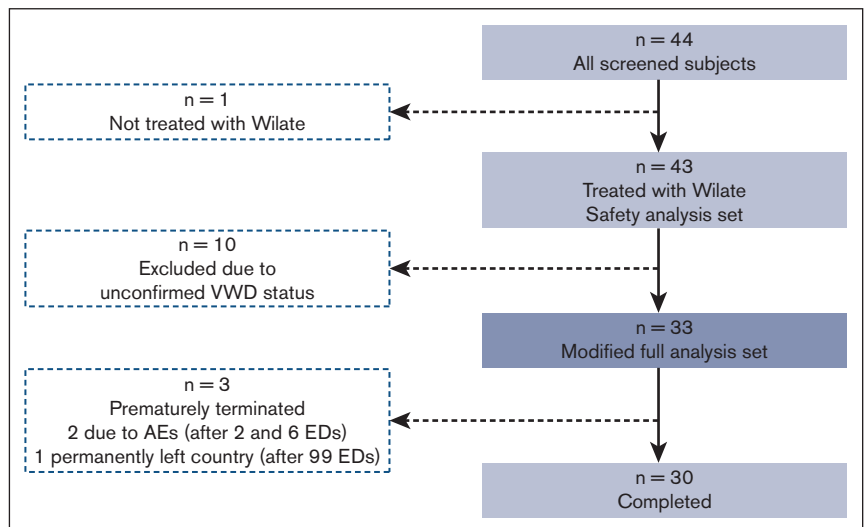 n = 44
All screened subjects
n = 1
Not treated with Wilate
n = 43
Treated with Wilate
Safety analysis set
n = 10
Excluded due to
unconfirmed VWD status
n = 33
Modified full analysis set
n = 3
Prematurely terminated
2 due to AEs (after 2 and 6 EDs)
1 permanently left country (after 99 EDs)
n = 30
Completed